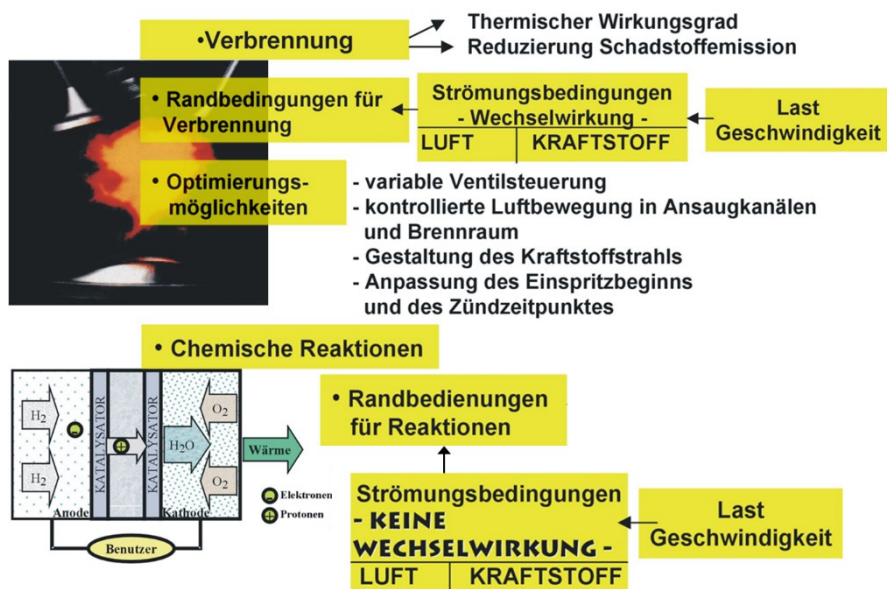 •Verbrennung
Thermischer Wirkungsgrad
Reduzierung Schadstoffemission
• Randbedingungen für
Verbrennung
Strömungsbedingungen
- Wechselwirkung -
LUFT KRAFTSTOFF
Last
Geschwindigkeit
• Optimierungs-
möglichkeiten
- variable Ventilsteuerung
- kontrollierte Luftbewegung in Ansaugkanälen
und Brennraum
- Gestaltung des Kraftstoffstrahls
- Anpassung des Einspritzbeginns
und des Zündzeitpunktes
• Chemische Reaktionen
H2
H2
KATALYSATOR
KATALYSATOR
H2O
O2
O2
Wärme
Anode
Kathode
Elektronen
Protonen
Benutzer
• Randbedienungen
für Reaktionen
Strömungsbedingungen
- KEINE
WECHSELWIRKUNG -
LUFT KRAFTSTOFF
Last
Geschwindigkeit